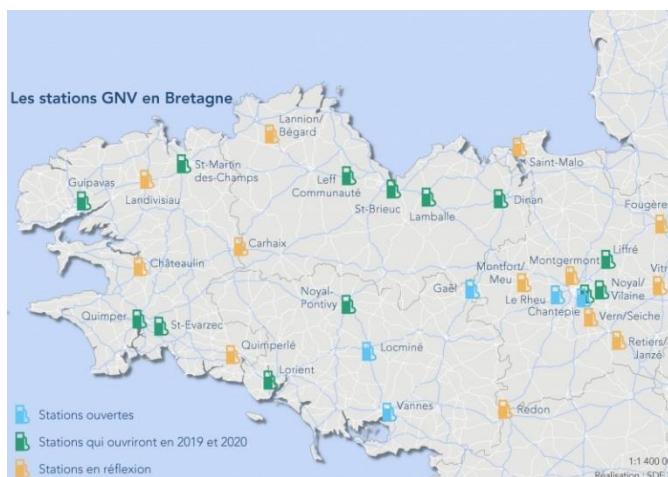 Les stations GNV en Bretagne
Lannion/
Bégard
Saint-Malo
St-Martin
des-Champs
Leff
Communauté
Guipavas
Landivisiau
St-Brieuc
Lamballe
Dinan
Fougère
Carhaix
Liffré
Châteaulin
Montfort/
Meu
Montgermont
Vitr
Gaël
Noyal/
Vilaine
Noyal-
Pontivy
Le Rheu
Chantepie
Vern/Seiche
Quimper
St-Evarzec
Retiers/
Janzé
Quimperlé
Locminé
Lorient
Vannes
Redon
Stations ouvertes
Stations qui ouvriront en 2019 et 2020
Stations en réflexion
1:1 400 00
Réalisation : SDE